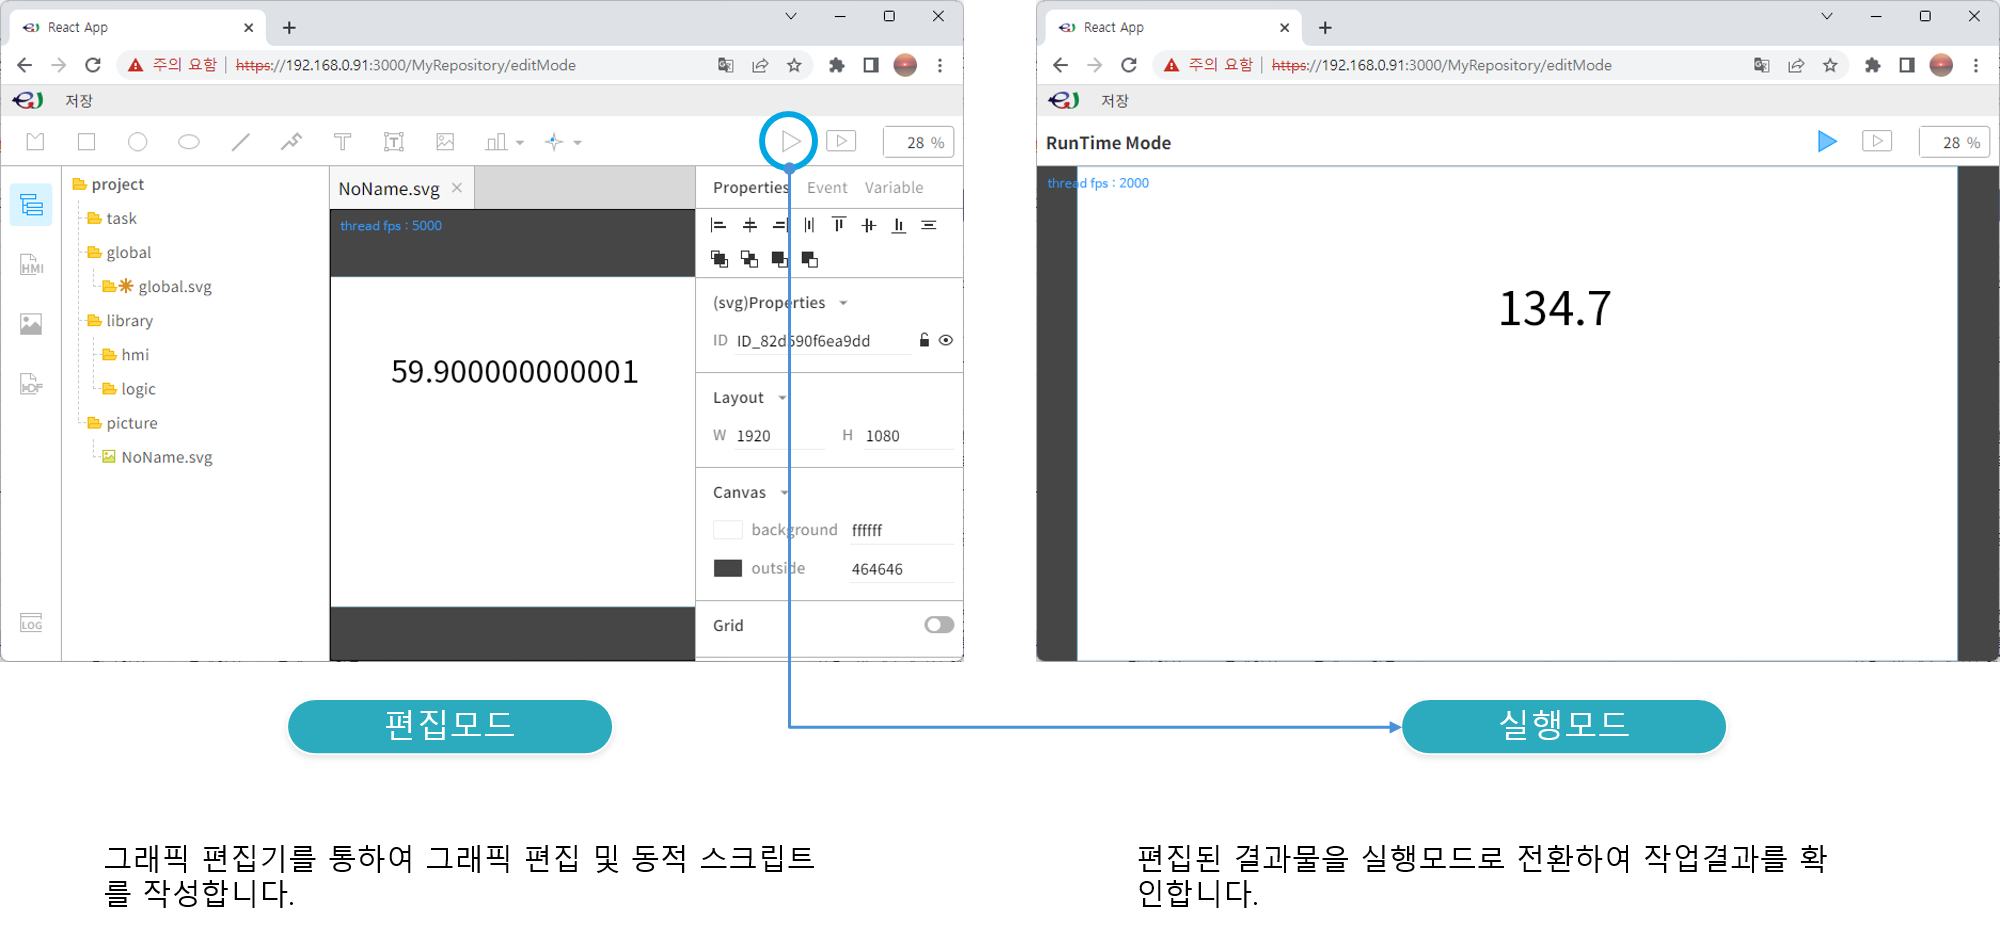 React App
주의 요함 | https://192.168.0.91:3000/MyRepository/editMode
저장
28 %
HMI
PDF
LOG
project
task
global
global.svg
library
hmi
logic
picture
NoName.svg
NoName.svg
thread fps : 5000
59.900000000001
Properties Event Variable
(svg)Properties
ID ID_82d590f6ea9dd
Layout
W 1920 H 1080
Canvas
background ffffff
outside 464646
Grid
편집모드
그래픽 편집기를 통하여 그래픽 편집 및 동적 스크립트
를 작성합니다.
React App
주의 요함 | https://192.168.0.91:3000/MyRepository/editMode
저장
RunTime Mode 28 %
thread fps : 2000
134.7
실행모드
편집된 결과물을 실행모드로 전환하여 작업결과를 확
인합니다.